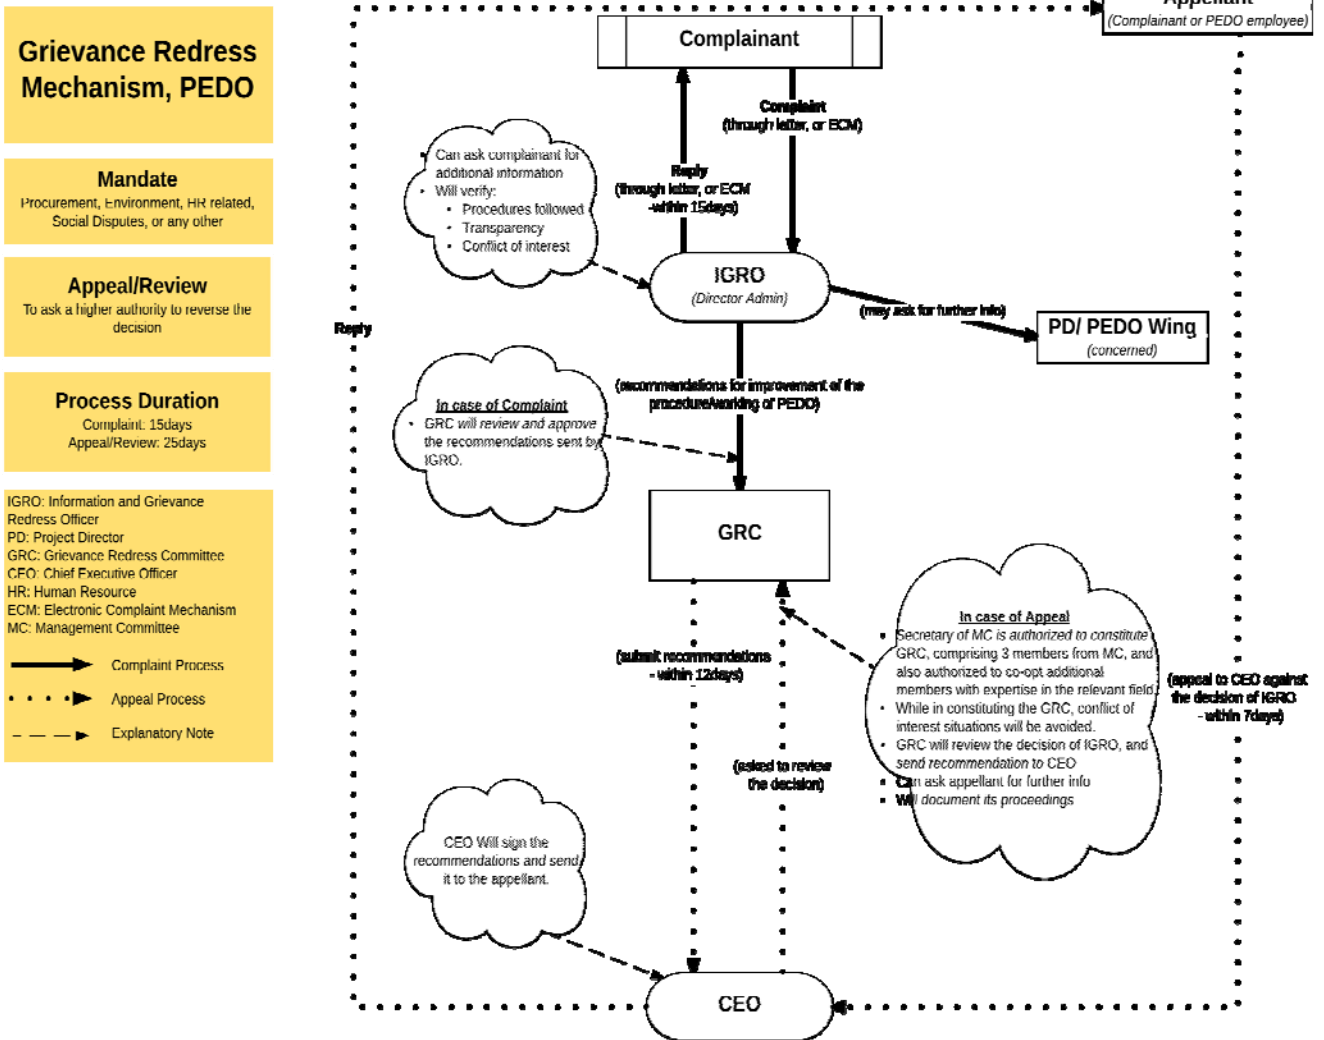 Grievance Redress
Mechanism, PEDO
Mandate
Procurement, Environment, HR related,
Social Disputes, or any other
Appeal/Review
To ask a higher authority to reverse the
decision
Process Duration
Complaint: 15days
Appeal/Review: 25days
IGRO: Information and Grievance
Redress Officer
PD: Project Director
GRC: Grievance Redress Committee
CEO: Chief Executive Officer
HR: Human Resource
ECM: Electronic Complaint Mechanism
MC: Management Committee
Complaint Process
Appeal Process
Explanatory Note
Appellant
(Complainant or PEDO employee)
Complainant
Complaint
(through letter, or ECM)
Reply
(through letter, or ECM
-within 15days)
• Can ask complainant for
additional information
• Will verify:
• Procedures followed
• Transparency
• Conflict of interest
IGRO
(Director Admin)
(may ask for further info)
PD/ PEDO Wing
(concerned)
Reply
(recommendations for improvement of the
procedure/working of PEDO)
In case of Complaint
• GRC will review and approve
the recommendations sent by
IGRO.
GRC
(submit recommendations
- within 12days)
(asked to review
the decision)
In case of Appeal
• Secretary of MC is authorized to constitute
GRC, comprising 3 members from MC, and
also authorized to co-opt additional
members with expertise in the relevant field.
• While in constituting the GRC, conflict of
interest situations will be avoided.
• GRC will review the decision of IGRO, and
send recommendation to CEO
• Can ask appellant for further info
• Will document its proceedings
(appeal to CEO against
the decision of IGRO
- within 7days)
CEO Will sign the
recommendations and send
it to the appellant.
CEO